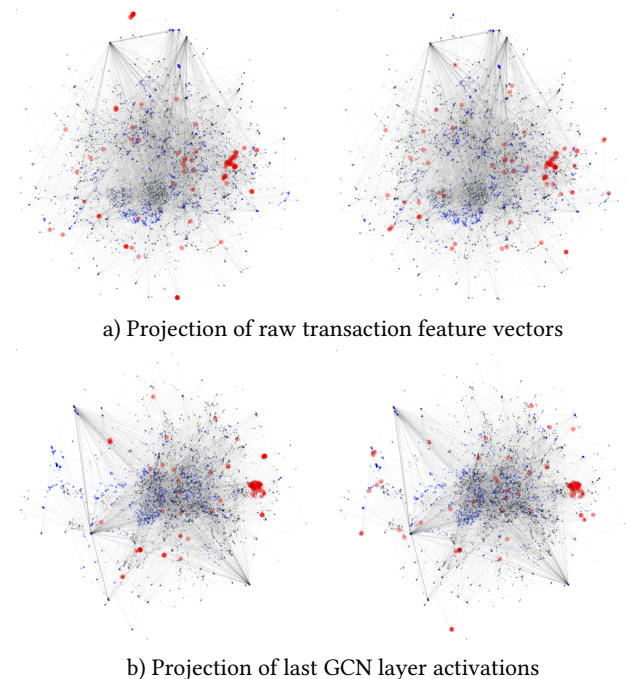 a) Projection of raw transaction feature vectors
b) Projection of last GCN layer activations